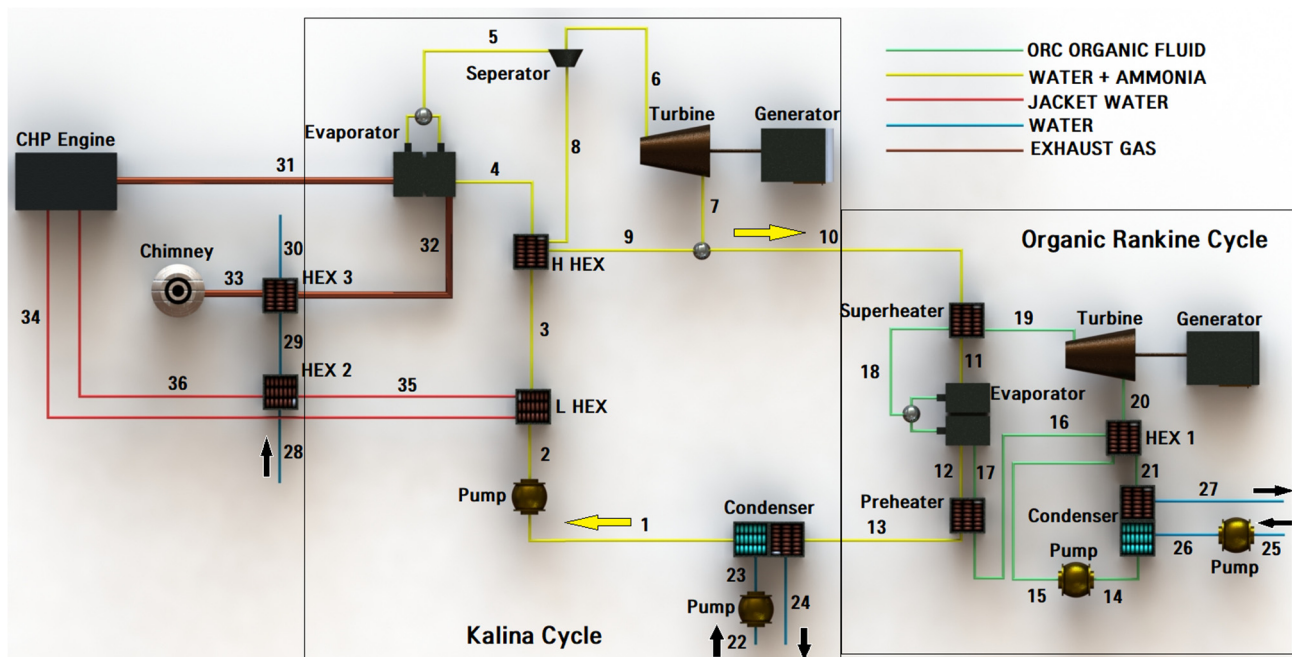 5
Seperator
6
ORC ORGANIC FLUID
WATER + AMMONIA
JACKET WATER
WATER
EXHAUST GAS
CHP Engine
Evaporator
Turbine
Generator
31
4
8
7
30
32
9
10
Chimney
33
HEX 3
H HEX
Organic Rankine Cycle
34
29
3
Superheater
19
Turbine
Generator
18
11
36
HEX 2
35
L HEX
Evaporator
20
16
HEX 1
28
2
12
17
21
Pump
Condenser
Preheater
27
1
13
Condenser
26
25
Pump
Pump
23
24
15
14
Pump
22
Kalina Cycle